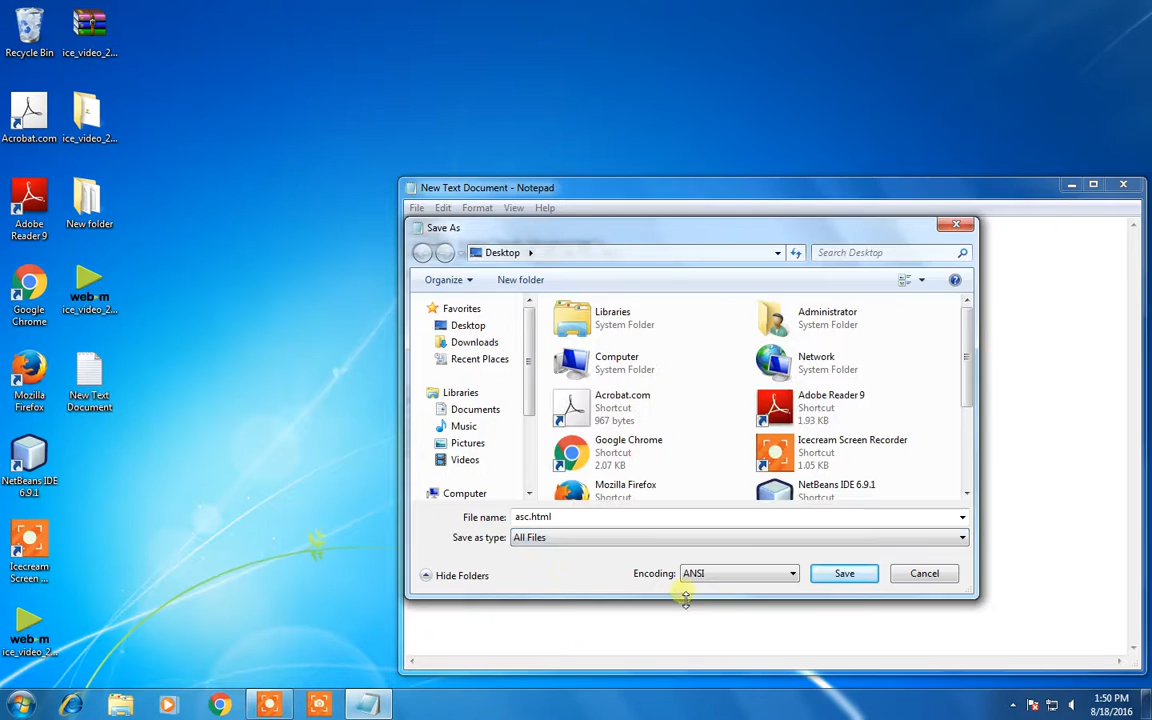 Recycle Bin
ice_video_2...
Acrobat.com
ice_video_2...
Adobe
Reader 9
New folder
Google
Chrome
web-m
ice_video_2...
Mozilla
Firefox
New Text
Document
NetBeans IDE
6.9.1
Icecream
Screen ...
web-m
ice_video_2...
New Text Document - Notepad
File Edit Format View Help
Save As
Desktop
Search Desktop
Organize
New folder
Favorites
Desktop
Downloads
Recent Places
Libraries
Documents
Music
Pictures
Videos
Computer
Libraries
System Folder
Administrator
System Folder
Computer
System Folder
Network
System Folder
Acrobat.com
Shortcut
967 bytes
Adobe Reader 9
Shortcut
1.93 KB
Google Chrome
Shortcut
2.07 KB
Icecream Screen Recorder
Shortcut
1.05 KB
Mozilla Firefox
Shortcut
NetBeans IDE 6.9.1
Shortcut
File name: asc.html
Save as type: All Files
Hide Folders
Encoding: ANSI
Save
Cancel
1:50 PM
8/18/2016